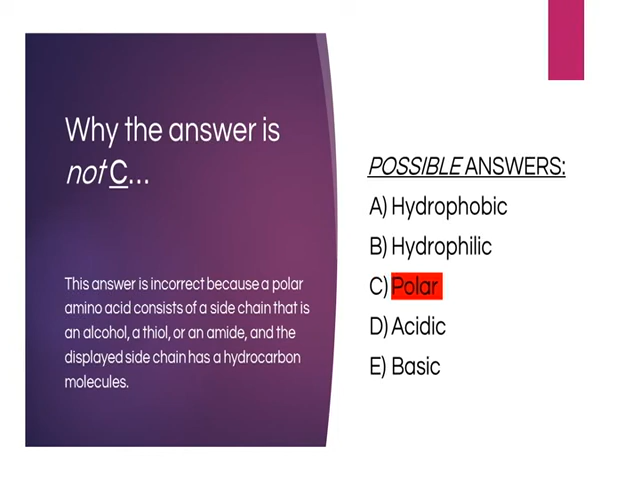 Why the answer is
not C...
This answer is incorrect because a polar
amino acid consists of a side chain that is
an alcohol, a thiol, or an amide, and the
displayed side chain has a hydrocarbon
molecules.
POSSIBLE ANSWERS:
A) Hydrophobic
B) Hydrophilic
C) Polar
D) Acidic
E) Basic